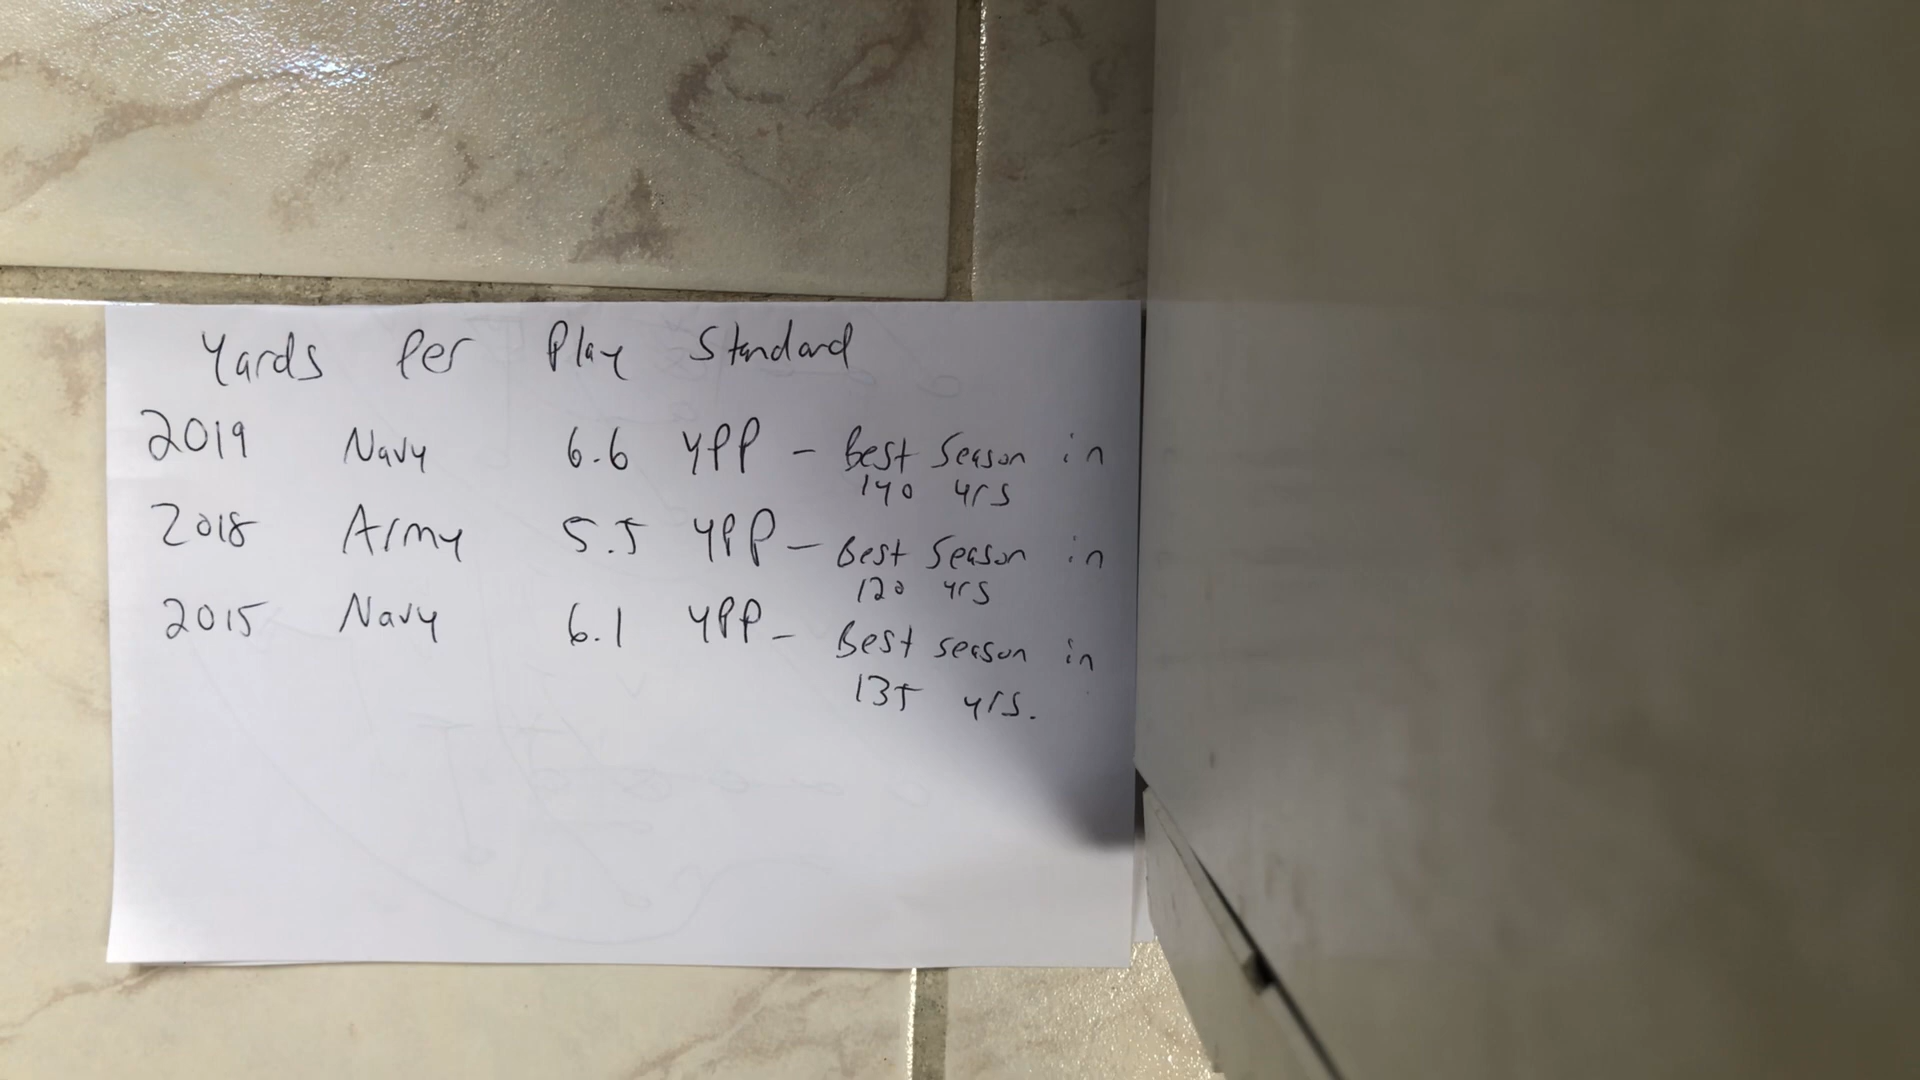 Yards Per Play Standard
2019 Navy 6.6 YPP - Best Season in
140 yrs
2018 Army 5.5 YPP - Best Season in
120 yrs
2015 Navy 6.1 YPP - Best season in
135 yrs.